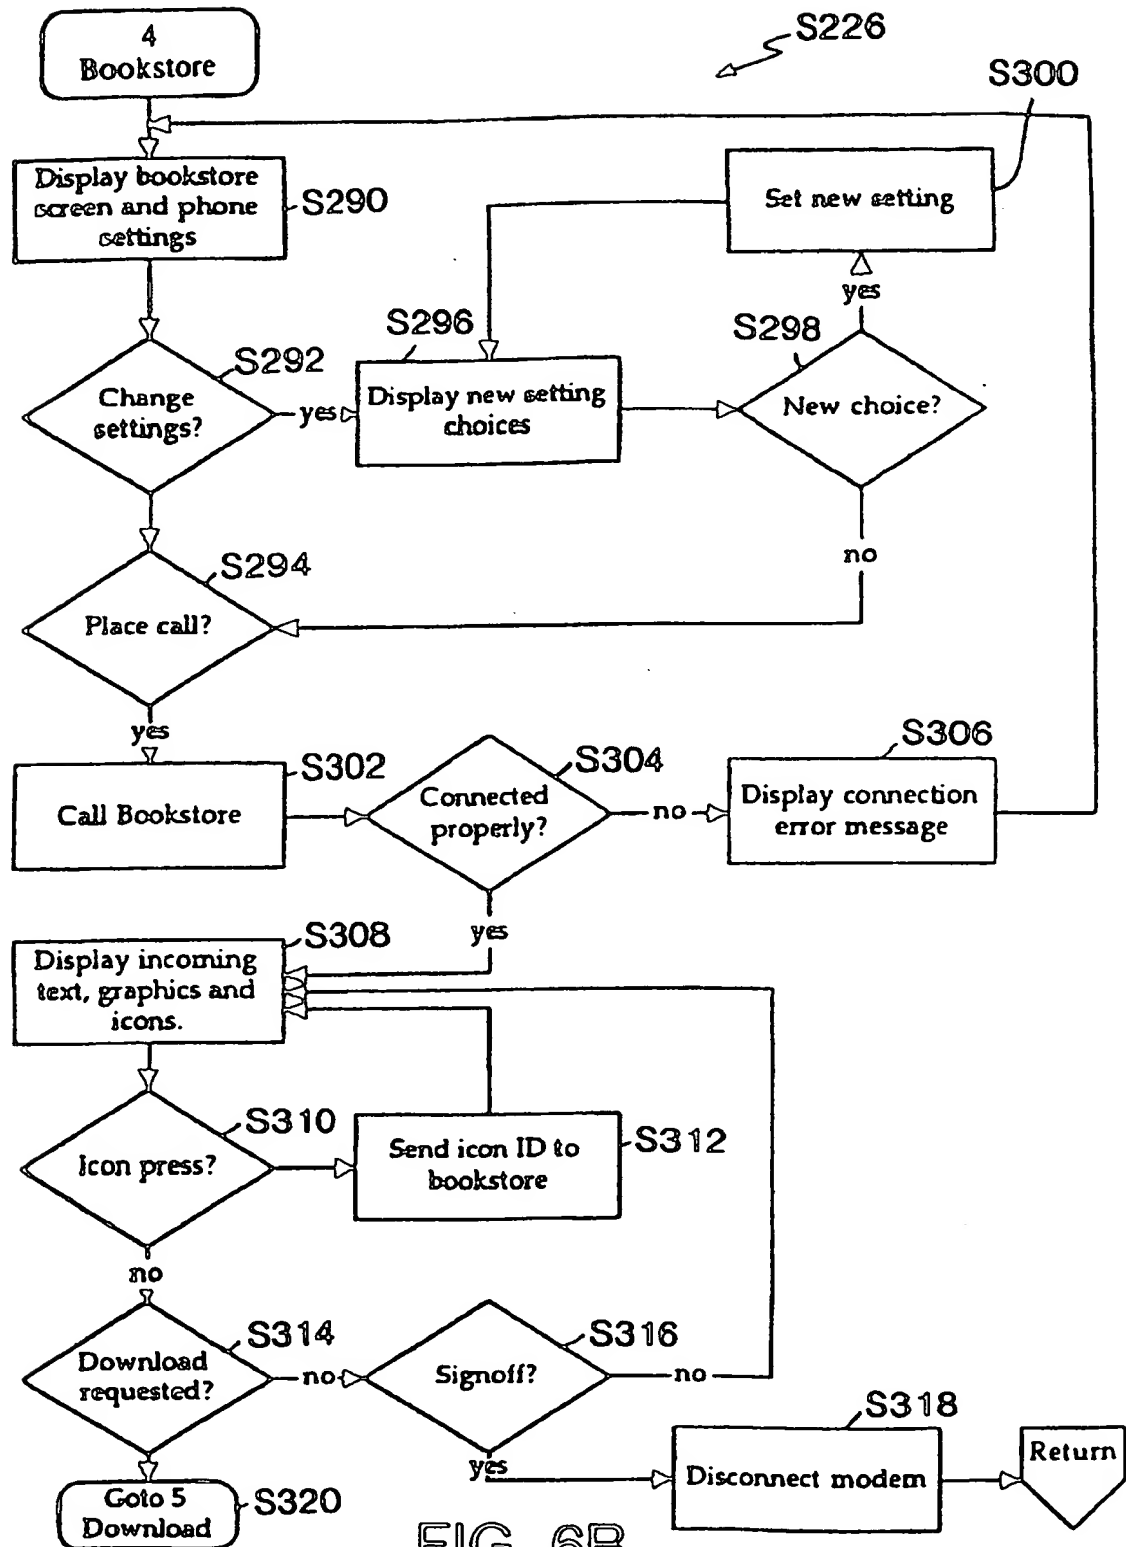 4
Bookstore
S226
S300
Display bookstore
screen and phone
settings
S290
Set new setting
yes
S296
S298
S292
Change
settings?
yes
Display new setting
choices
New choice?
no
S294
Place call?
yes
S302
Call Bookstore
S304
Connected
properly?
no
S306
Display connection
error message
yes
S308
Display incoming
text, graphics and
icons.
S310
Icon press?
Send icon ID to
bookstore
S312
no
S314
Download
requested?
no
S316
Signoff?
no
yes
S318
Disconnect modem
Return
Goto 5
Download
S320
FIG. 6B